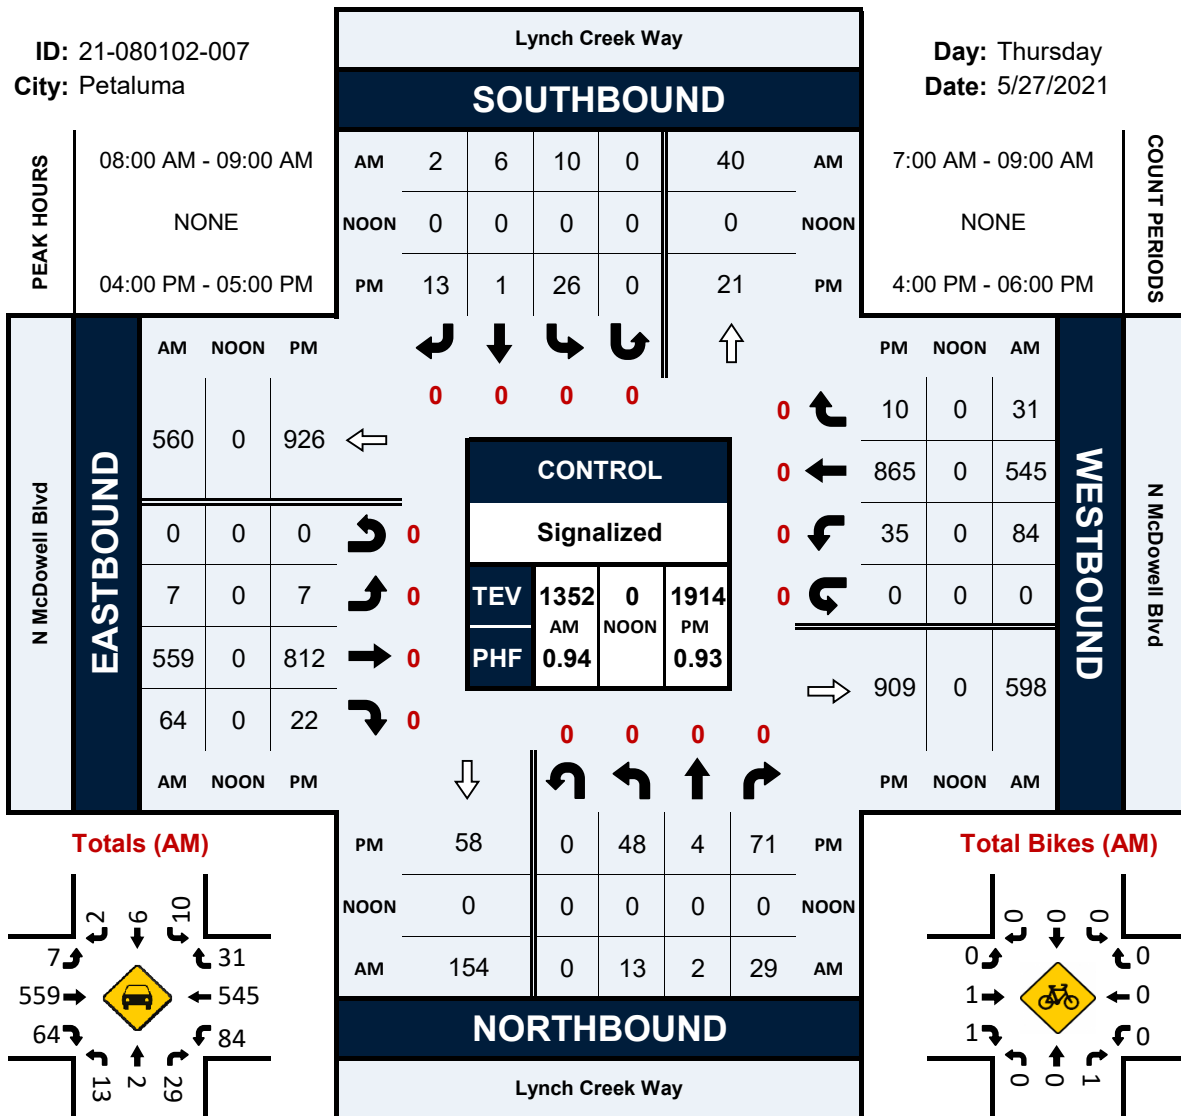 Lynch Creek Way
ID: 21-080102-007
Day: Thursday
City: Petaluma
Date: 5/27/2021
SOUTHBOUND
PEAK HOURS
08:00 AM - 09:00 AM
AM 2 6 10 0 40 AM
7:00 AM - 09:00 AM
COUNT PERIODS
NONE
NOON 0 0 0 0 0 NOON
NONE
04:00 PM - 05:00 PM
PM 13 1 26 0 21 PM
4:00 PM - 06:00 PM
0 0 0 0
N McDowell Blvd
EASTBOUND
AM NOON PM
560 0 926
0 0 0 0
7 0 7 0
559 0 812 0
64 0 22 0
AM NOON PM
CONTROL
Signalized
TEV 1352 0 1914
AM NOON PM
PHF 0.94 0.93
PM NOON AM
0 10 0 31
0 865 0 545
0 35 0 84
0 0 0 0
909 0 598
PM NOON AM
WESTBOUND
N McDowell Blvd
0 0 0 0
PM 58 0 48 4 71 PM
NOON 0 0 0 0 0 NOON
AM 154 0 13 2 29 AM
NORTHBOUND
Lynch Creek Way
Totals (AM)
2 6 10
7 31
559 545
64 84
13 2 29
Total Bikes (AM)
0 0 0
0 0
1 0
1 0
0 0 1